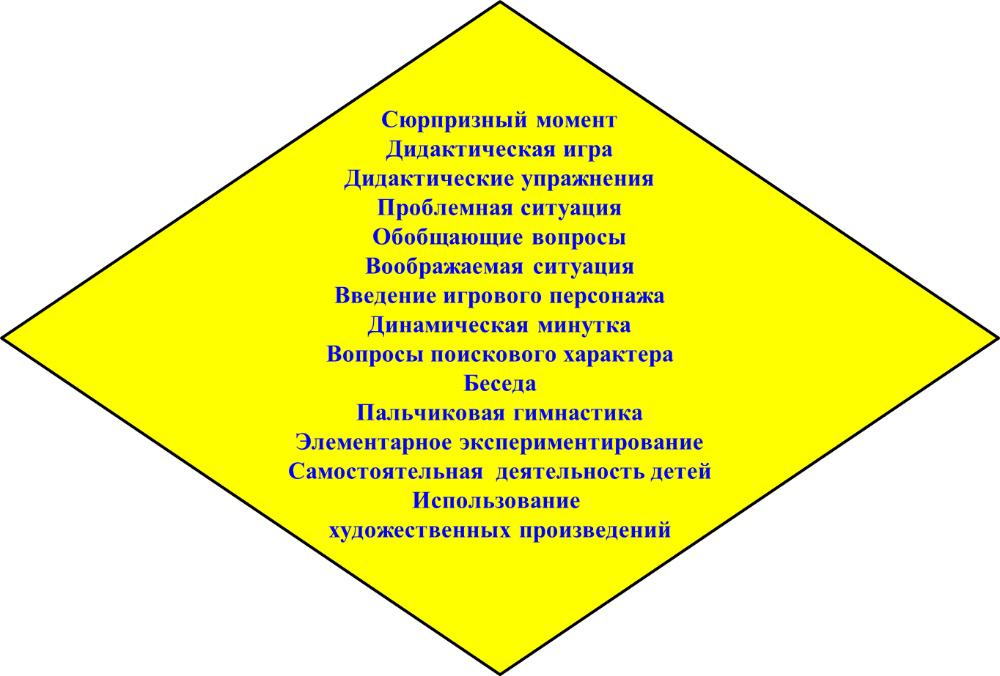 Сюрпризный момент
Дидактическая игра
Дидактические упражнения
Проблемная ситуация
Обобщающие вопросы
Воображаемая ситуация
Введение игрового персонажа
Динамическая минутка
Вопросы поискового характера
Беседа
Пальчиковая гимнастика
Элементарное экспериментирование
Самостоятельная деятельность детей
Использование
художественных произведений